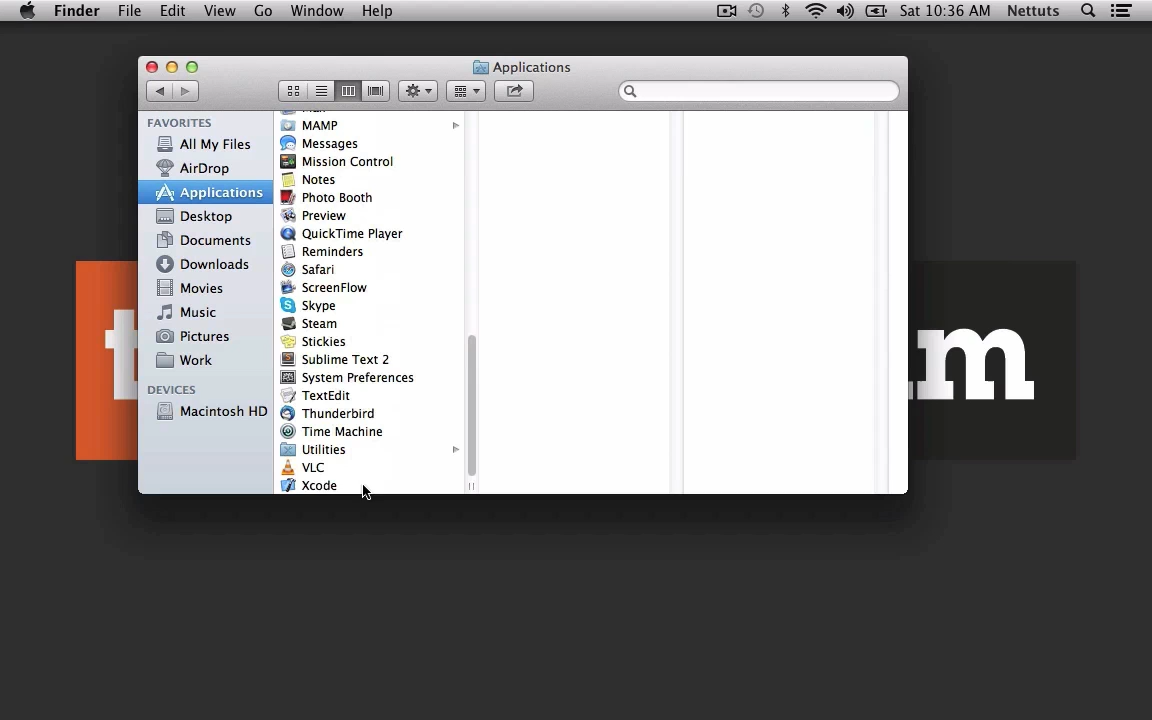 Finder File Edit View Go Window Help Sat 10:36 AM Nettuts
Applications
FAVORITES
All My Files
AirDrop
Applications
Desktop
Documents
Downloads
Movies
Music
Pictures
Work
DEVICES
Macintosh HD
MAMP
Messages
Mission Control
Notes
Photo Booth
Preview
QuickTime Player
Reminders
Safari
ScreenFlow
Skype
Steam
Stickies
Sublime Text 2
System Preferences
TextEdit
Thunderbird
Time Machine
Utilities
VLC
Xcode
t
m